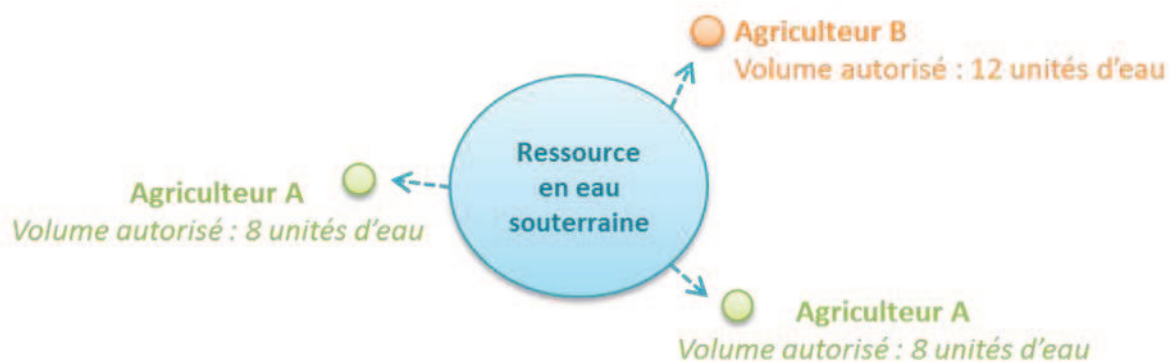 Agriculteur B
Volume autorisé : 12 unités d'eau
Ressource
en eau
souterraine
Agriculteur A
Volume autorisé : 8 unités d'eau
Agriculteur A
Volume autorisé : 8 unités d'eau